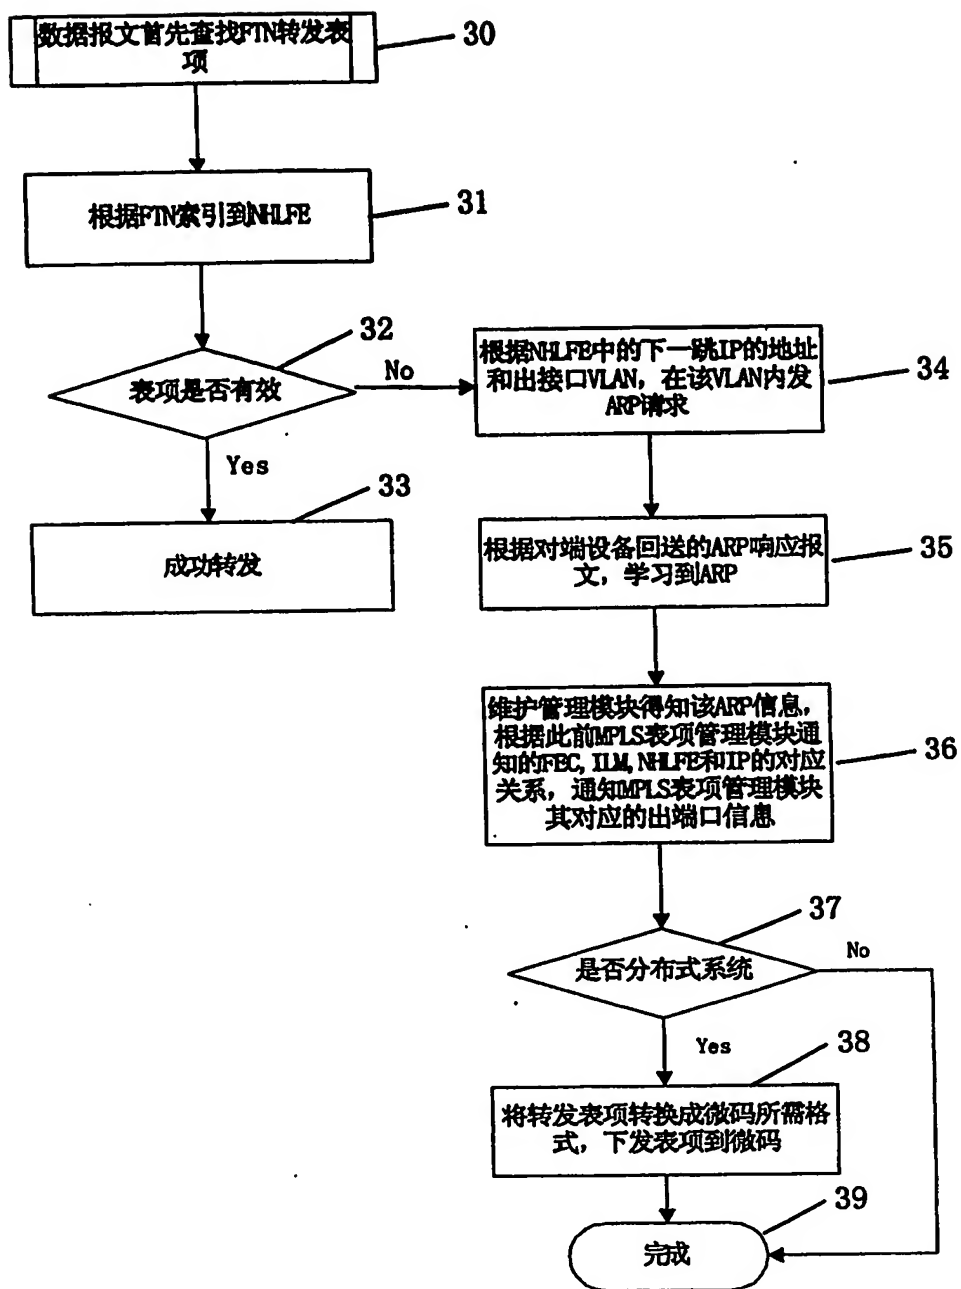 数据报文首先查找FTN转发表
项
30
根据FTN索引到NHLFE
31
32
表项是否有效
No
Yes
33
成功转发
根据NHLFE中的下一跳IP的地址
和出接口VLAN，在该VLAN内发
ARP请求
34
根据对端设备回送的ARP响应报
文，学习到ARP
35
维护管理模块得知该ARP信息，
根据此前MPLS表项管理模块通
知的FEC,ILM,NHLFE和IP的对应
关系，通知MPLS表项管理模块
其对应的出端口信息
36
37
是否分布式系统
No
Yes
38
将转发表项转换成微码所需格
式，下发表项到微码
39
完成